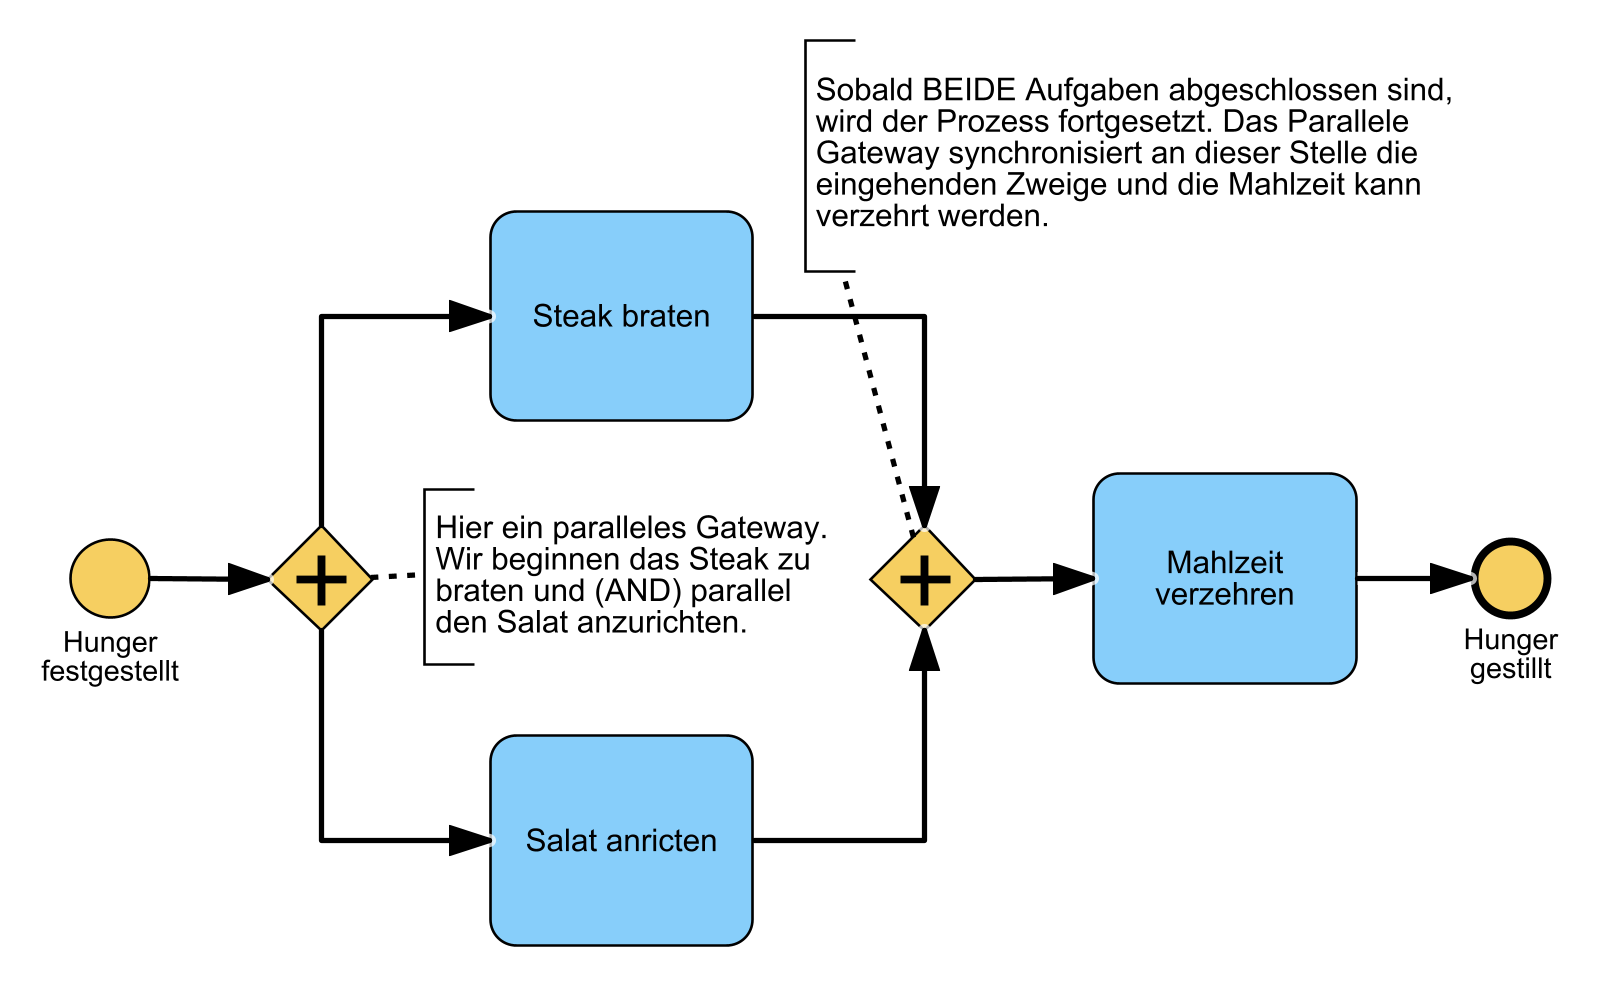 Sobald BEIDE Aufgaben abgeschlossen sind,
wird der Prozess fortgesetzt. Das Parallele
Gateway synchronisiert an dieser Stelle die
eingehenden Zweige und die Mahlzeit kann
verzehrt werden.
Steak braten
Hier ein paralleles Gateway.
Wir beginnen das Steak zu
braten und (AND) parallel
den Salat anzurichten.
Hunger
festgestellt
Mahlzeit
verzehren
Hunger
gestillt
Salat anricten